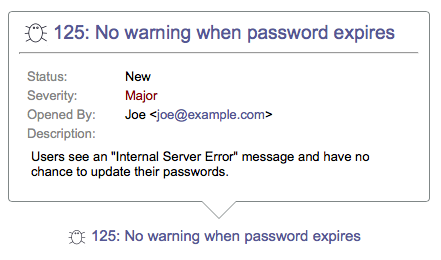 125: No warning when password expires
Status: New
Severity: Major
Opened By: Joe <joe@example.com>
Description:
Users see an "Internal Server Error" message and have no
chance to update their passwords.
125: No warning when password expires